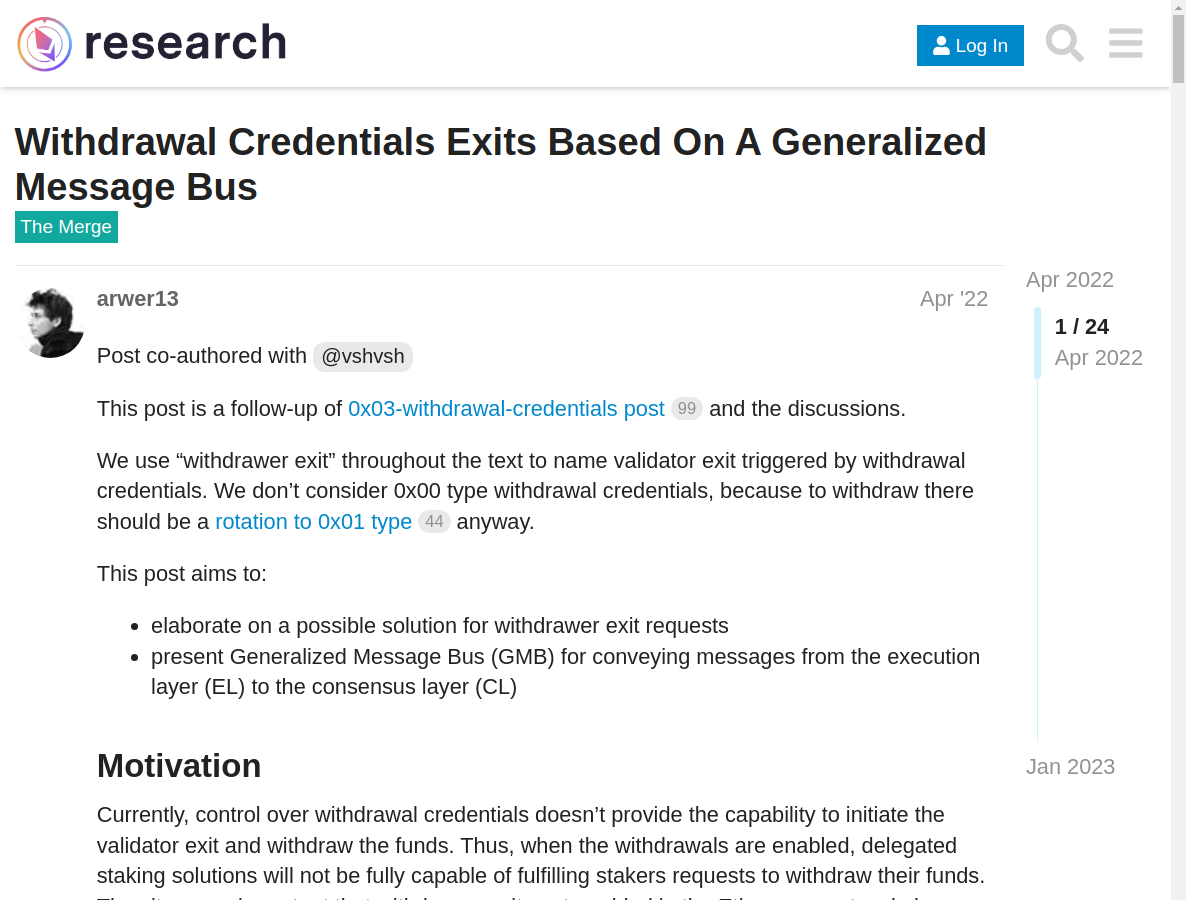 research
Log In
Withdrawal Credentials Exits Based On A Generalized
Message Bus
The Merge
Apr 2022
arwer13
Apr '22
1 / 24
Apr 2022
Post co-authored with @vshvsh
This post is a follow-up of 0x03-withdrawal-credentials post 99 and the discussions.
We use “withdrawer exit” throughout the text to name validator exit triggered by withdrawal
credentials. We don’t consider 0x00 type withdrawal credentials, because to withdraw there
should be a rotation to 0x01 type 44 anyway.
This post aims to:
• elaborate on a possible solution for withdrawer exit requests
• present Generalized Message Bus (GMB) for conveying messages from the execution
layer (EL) to the consensus layer (CL)
Motivation
Jan 2023
Currently, control over withdrawal credentials doesn’t provide the capability to initiate the
validator exit and withdraw the funds. Thus, when the withdrawals are enabled, delegated
staking solutions will not be fully capable of fulfilling stakers requests to withdraw their funds.